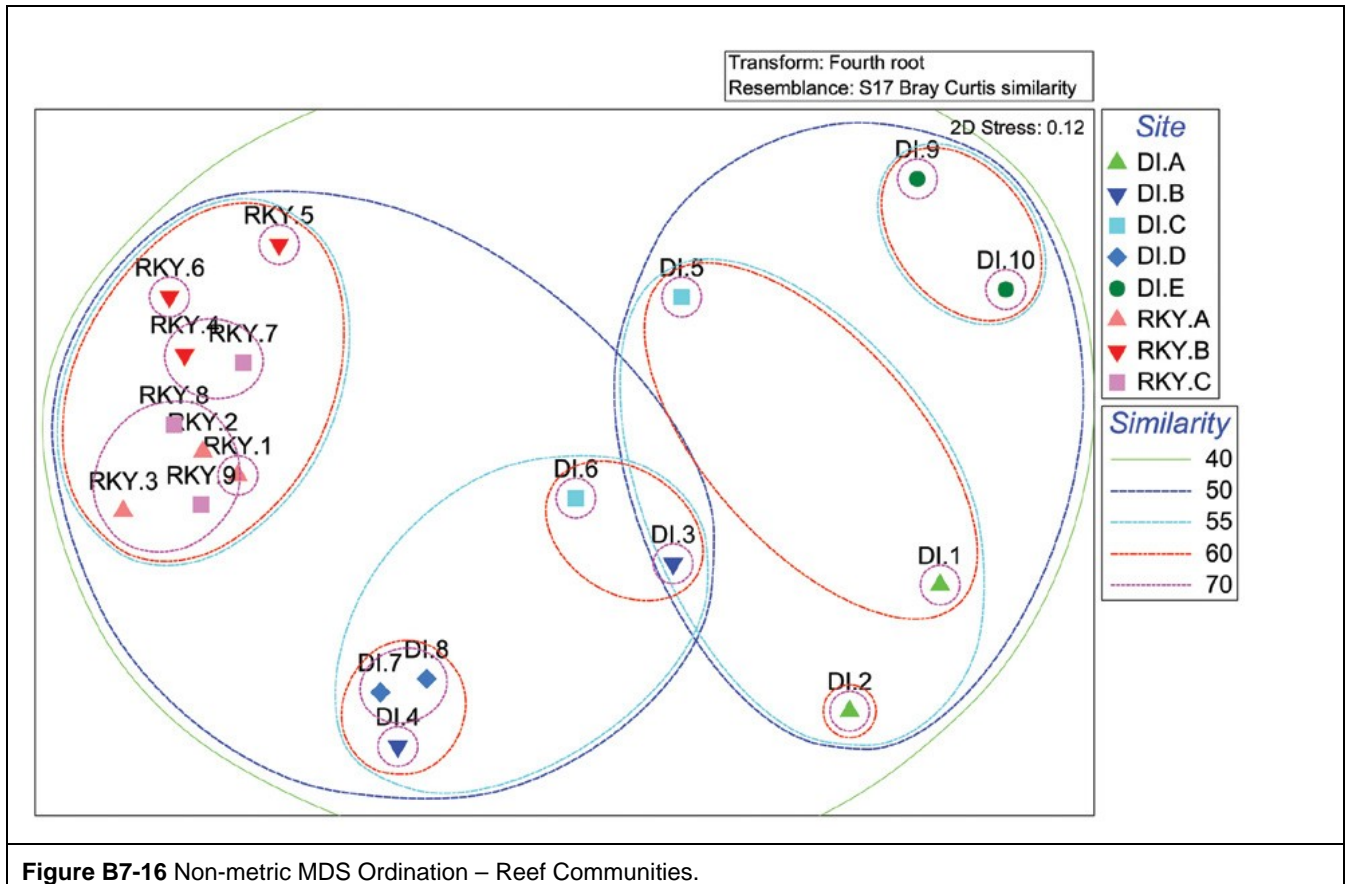 Transform: Fourth root
Resemblance: S17 Bray Curtis similarity
2D Stress: 0.12
DI.9
DI.10
RKY.5
RKY.6
DI.5
RKY.4
RKY.7
RKY.8
RKY.2
RKY.1
RKY.3
RKY.9
DI.6
DI.3
DI.1
DI.2
DI.8
DI.7
DI.4
Site
DI.A
DI.B
DI.C
DI.D
DI.E
RKY.A
RKY.B
RKY.C
Similarity
40
50
55
60
70
Figure B7-16 Non-metric MDS Ordination – Reef Communities.